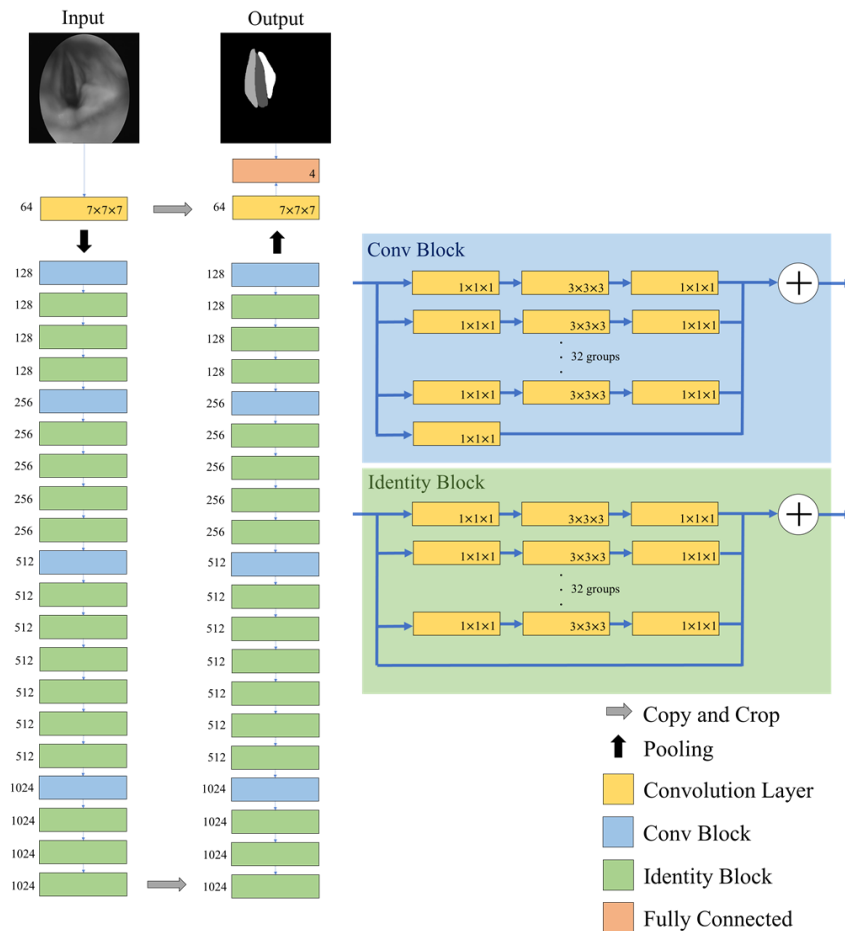 Input
Output
4
64
7×7×7
64
7×7×7
128
128
128
128
256
256
256
256
256
512
512
512
512
512
512
512
1024
1024
1024
1024
128
128
128
128
256
256
256
256
256
512
512
512
512
512
512
512
1024
1024
1024
1024
Conv Block
1×1×1 3×3×3 1×1×1
1×1×1 3×3×3 1×1×1
32 groups
1×1×1 3×3×3 1×1×1
1×1×1
Identity Block
1×1×1 3×3×3 1×1×1
1×1×1 3×3×3 1×1×1
32 groups
1×1×1 3×3×3 1×1×1
Copy and Crop
Pooling
Convolution Layer
Conv Block
Identity Block
Fully Connected